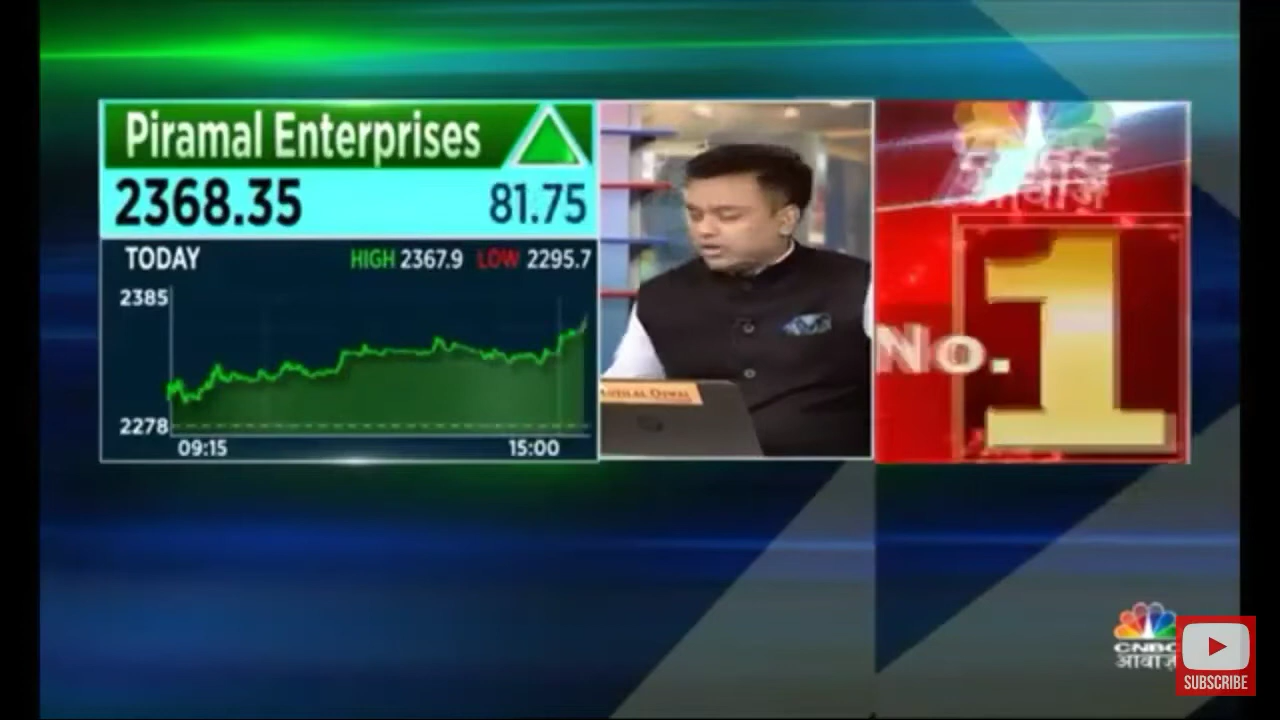 Piramal Enterprises
2368.35 81.75
TODAY HIGH 2367.9 LOW 2295.7
2385
2278
09:15 15:00
आवाज़
No. 1
CNBC
आवाज़
SUBSCRIBE